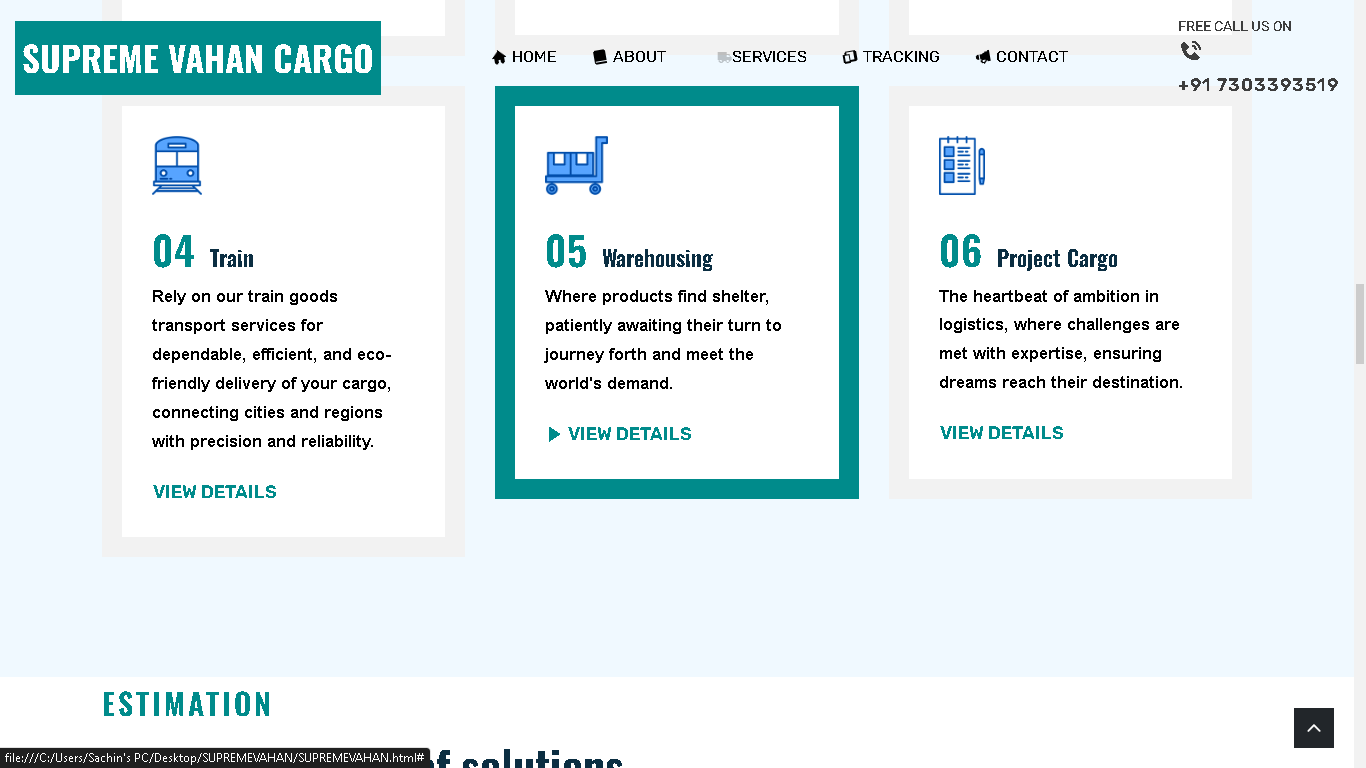 FREE CALL US ON
SUPREME VAHAN CARGO
HOME ABOUT SERVICES TRACKING CONTACT
+91 7303393519
04 Train
Rely on our train goods
transport services for
dependable, efficient, and eco-
friendly delivery of your cargo,
connecting cities and regions
with precision and reliability.
VIEW DETAILS
05 Warehousing
Where products find shelter,
patiently awaiting their turn to
journey forth and meet the
world's demand.
VIEW DETAILS
06 Project Cargo
The heartbeat of ambition in
logistics, where challenges are
met with expertise, ensuring
dreams reach their destination.
VIEW DETAILS
ESTIMATION
of solutions
file:///C:/Users/Sachin's PC/Desktop/SUPREMEVAHAN/SUPREMEVAHAN.html#